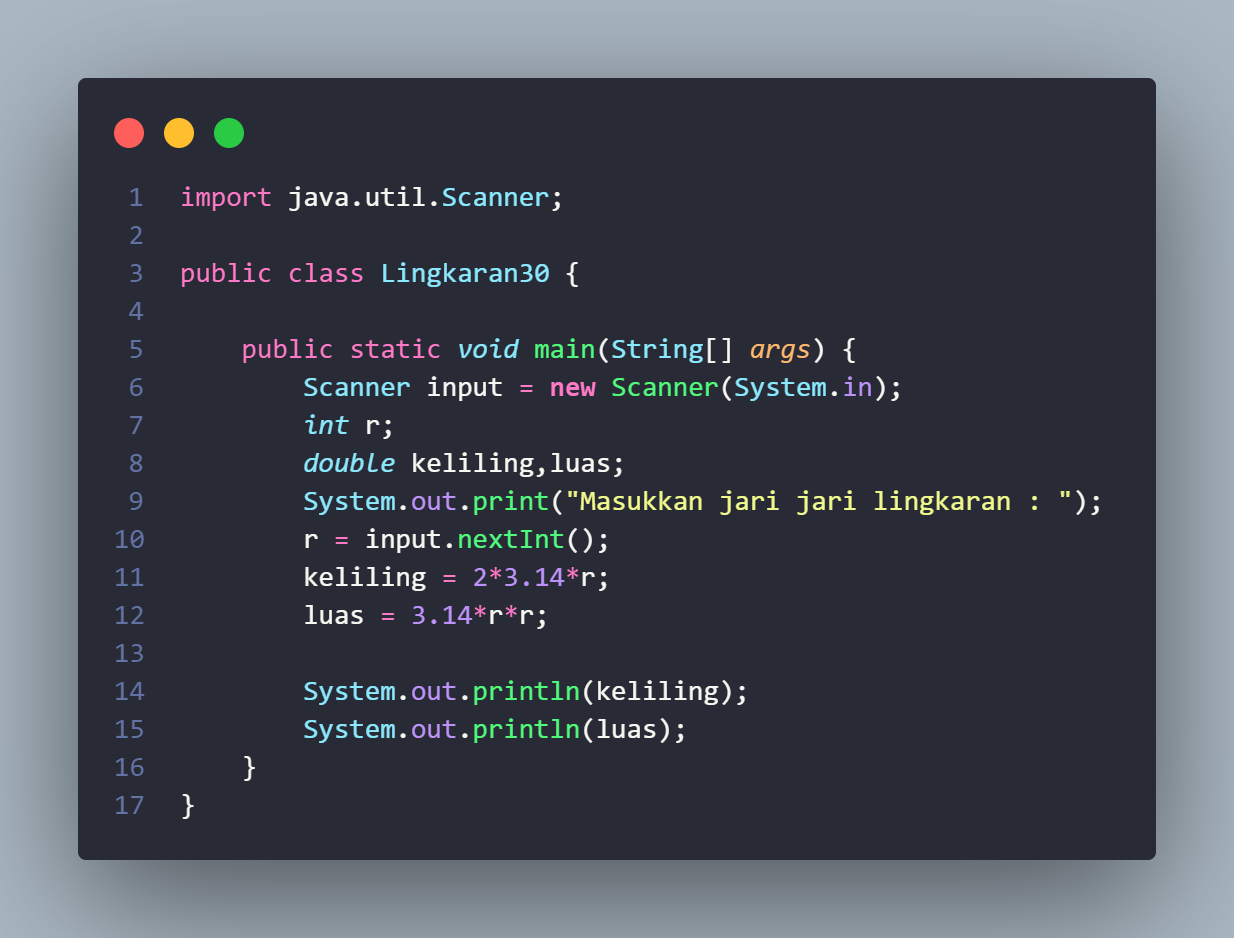 1 import java.util.Scanner;
2
3 public class Lingkaran30 {
4
5     public static void main(String[] args) {
6         Scanner input = new Scanner(System.in);
7         int r;
8         double keliling,luas;
9         System.out.print("Masukkan jari jari lingkaran : ");
10         r = input.nextInt();
11         keliling = 2*3.14*r;
12         luas = 3.14*r*r;
13
14         System.out.println(keliling);
15         System.out.println(luas);
16     }
17 }